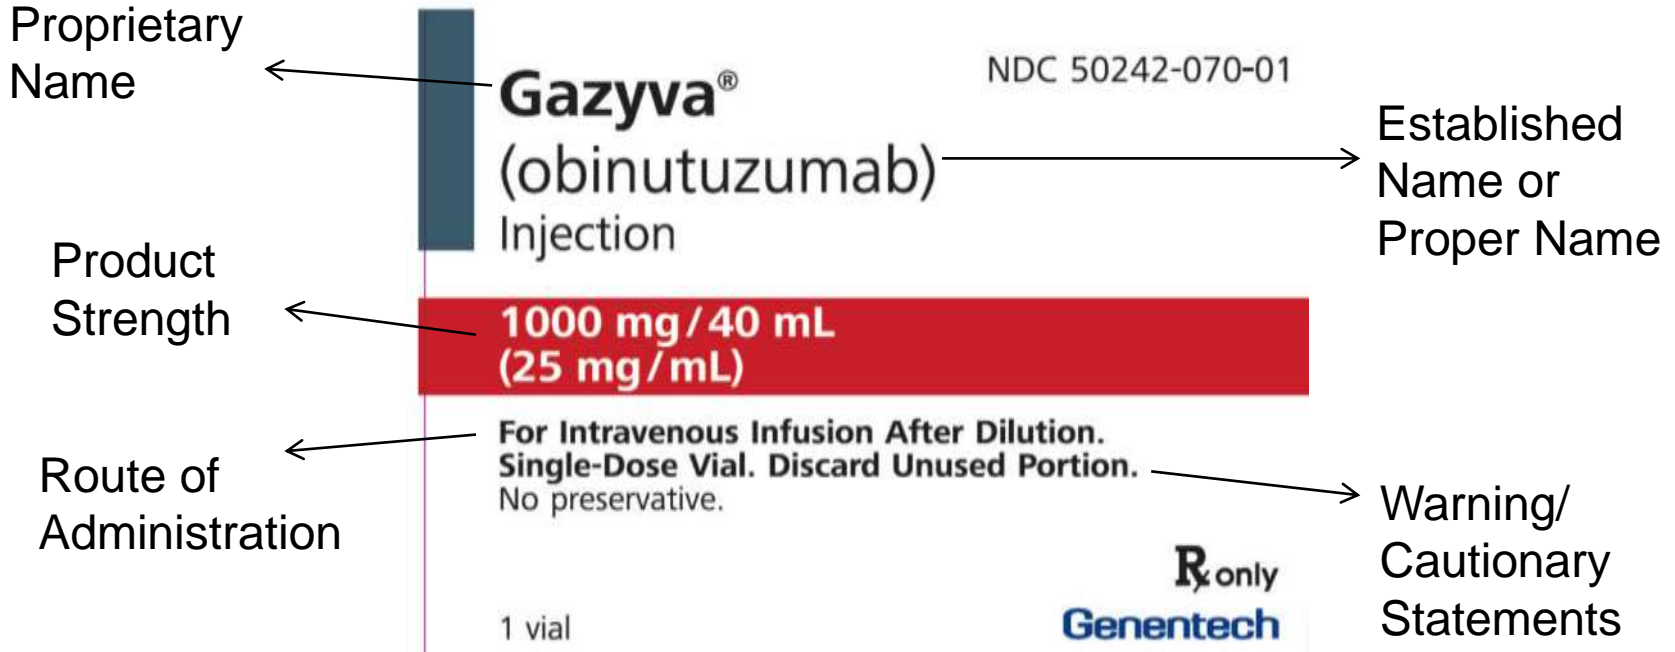 Proprietary
Name
Gazyva®
NDC 50242-070-01
(obinutuzumab)
Injection
Established
Name or
Proper Name
Product
Strength
1000 mg/40 mL
(25 mg/mL)
Route of
Administration
For Intravenous Infusion After Dilution.
Single-Dose Vial. Discard Unused Portion.
No preservative.
Warning/
Cautionary
Statements
Rx only
1 vial
Genentech